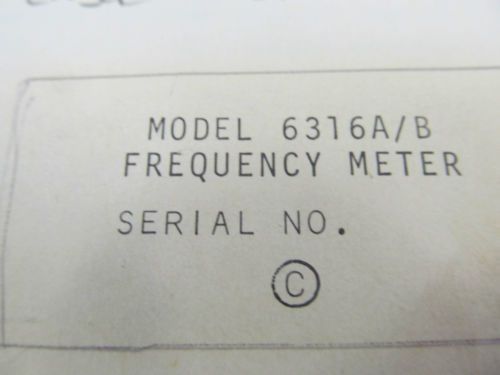 MODEL 6316A/B
FREQUENCY METER
SERIAL NO.
©